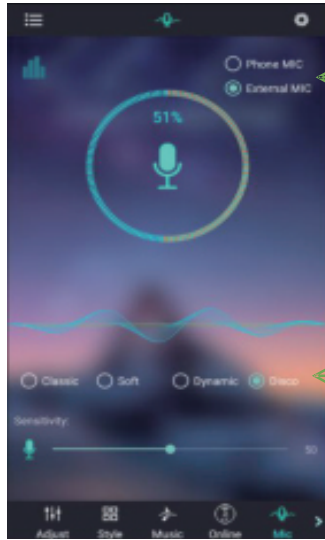 Phone MIC
External MIC
51%
Classic Soft Dynamic Disco
Sensitivity:
50
Adjust Style Music Online Mic